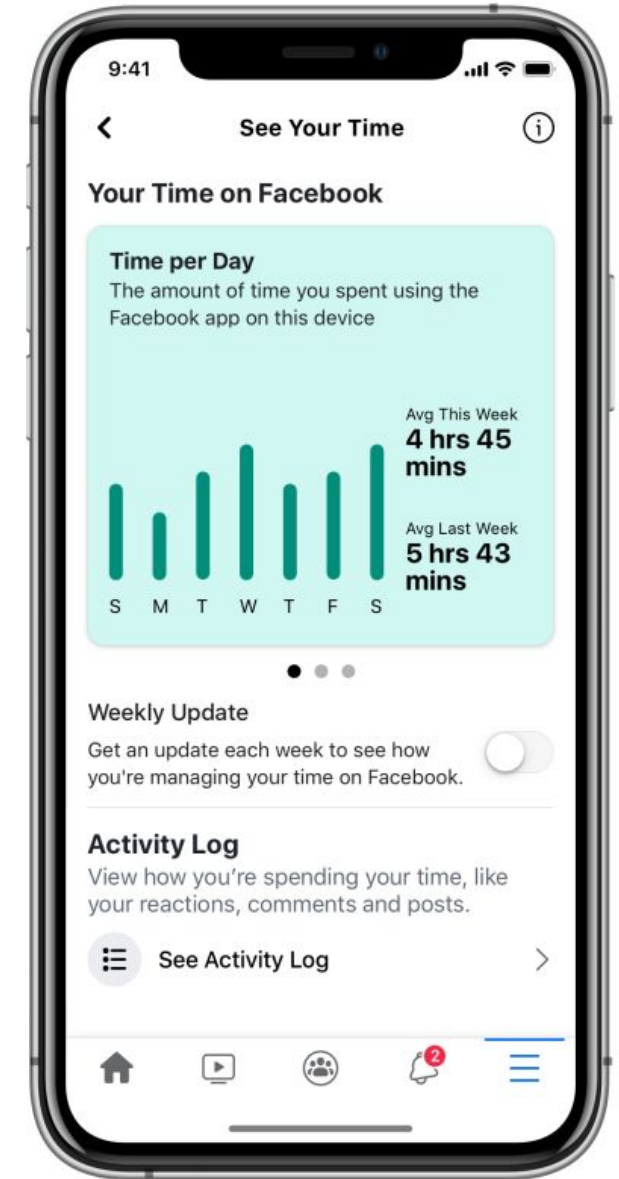 9:41
See Your Time
Your Time on Facebook
Time per Day
The amount of time you spent using the
Facebook app on this device
Avg This Week
4 hrs 45
mins
Avg Last Week
5 hrs 43
mins
S M T W T F S
Weekly Update
Get an update each week to see how
you're managing your time on Facebook.
Activity Log
View how you’re spending your time, like
your reactions, comments and posts.
See Activity Log
2